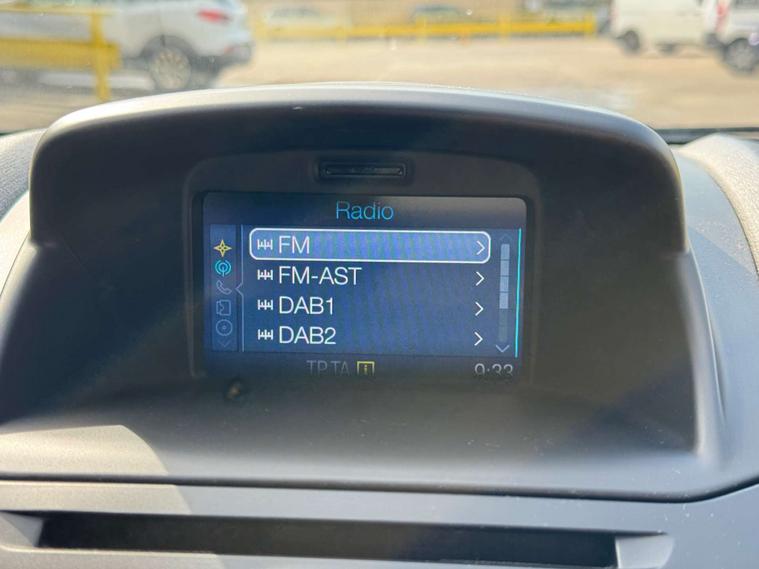 Radio
FM
FM-AST
DAB1
DAB2
TP TA i 9:33